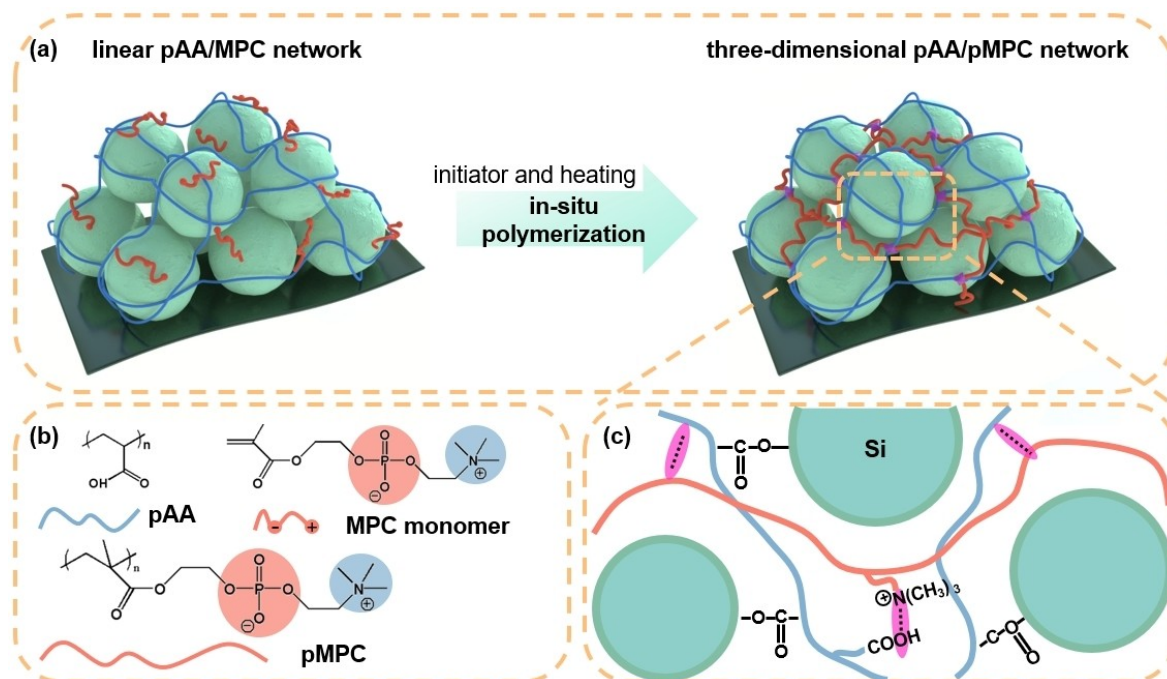 (a)
linear pAA/MPC network
three-dimensional pAA/pMPC network
initiator and heating
in-situ
polymerization
(b)
n
OH
O
pAA
O
O
O
P
O
O
O⊖
N
⊕
- +
MPC monomer
n
O
O
O
P
O
O
O⊖
N
⊕
pMPC
(c)
-C-O-
O
Si
-O-C-
O
⊕N(CH₃)₃
COOH
-C-O-
O